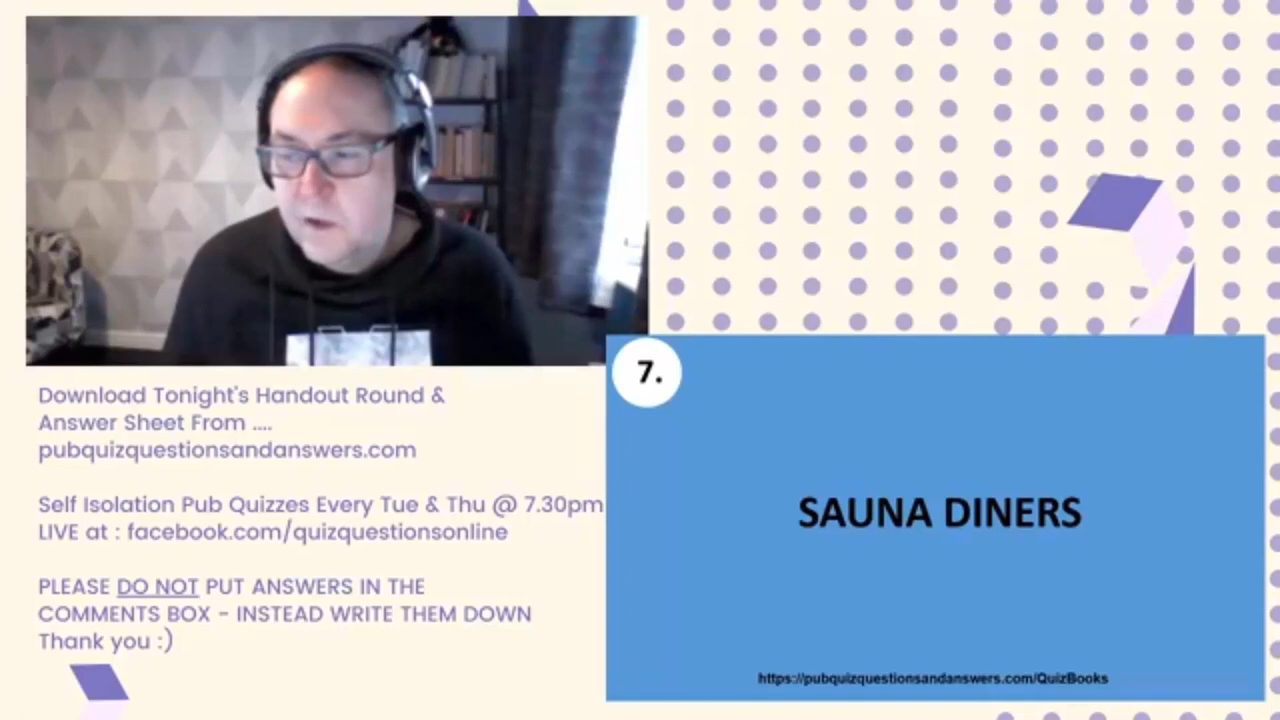 Download Tonight's Handout Round &
Answer Sheet From ....
pubquizquestionsandanswers.com
Self Isolation Pub Quizzes Every Tue & Thu @ 7.30pm
LIVE at : facebook.com/quizquestionsonline
PLEASE DO NOT PUT ANSWERS IN THE
COMMENTS BOX - INSTEAD WRITE THEM DOWN
Thank you :)
7.
SAUNA DINERS
https://pubquizquestionsandanswers.com/QuizBooks